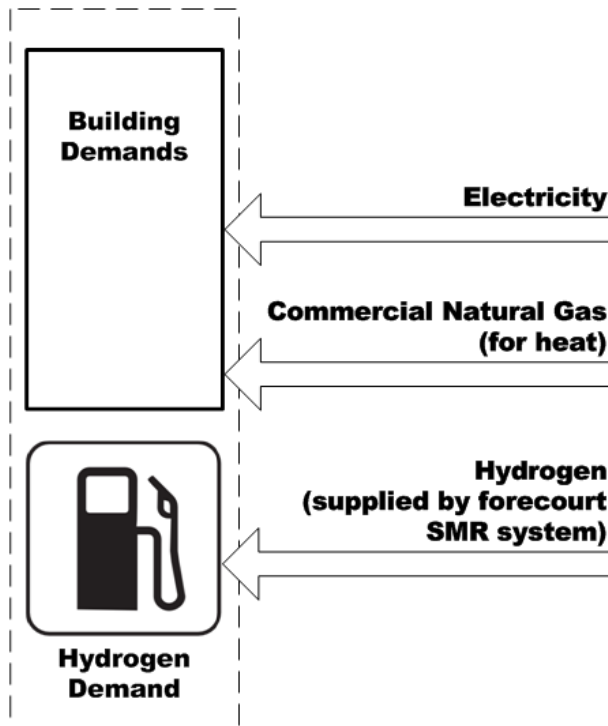 Building
Demands
Electricity
Commercial Natural Gas
(for heat)
Hydrogen
(supplied by forecourt
SMR system)
Hydrogen
Demand